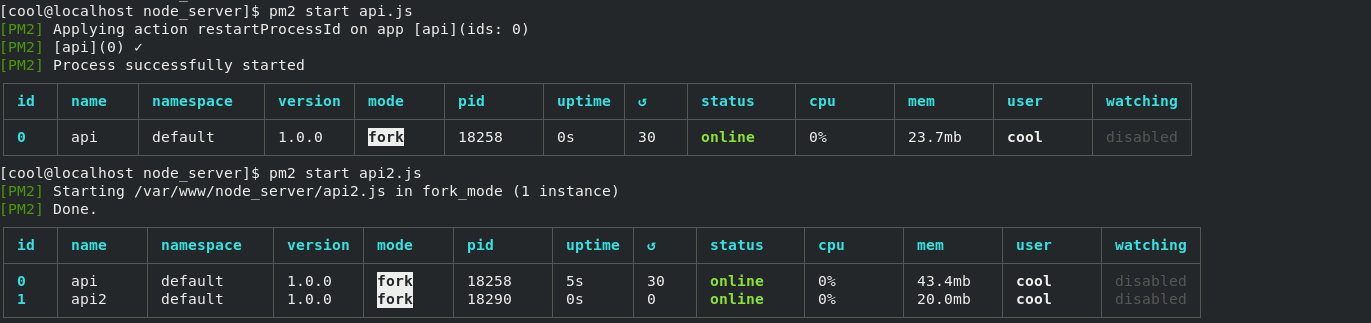 [cool@localhost node_server]$ pm2 start api.js
[PM2] Applying action restartProcessId on app [api](ids: 0)
[PM2] [api](0) ✓
[PM2] Process successfully started
id name namespace version mode pid uptime ↺ status cpu mem user watching
0 api default 1.0.0 fork 18258 0s 30 online 0% 23.7mb cool disabled
[cool@localhost node_server]$ pm2 start api2.js
[PM2] Starting /var/www/node_server/api2.js in fork_mode (1 instance)
[PM2] Done.
id name namespace version mode pid uptime ↺ status cpu mem user watching
0 api default 1.0.0 fork 18258 5s 30 online 0% 43.4mb cool disabled
1 api2 default 1.0.0 fork 18290 0s 0 online 0% 20.0mb cool disabled